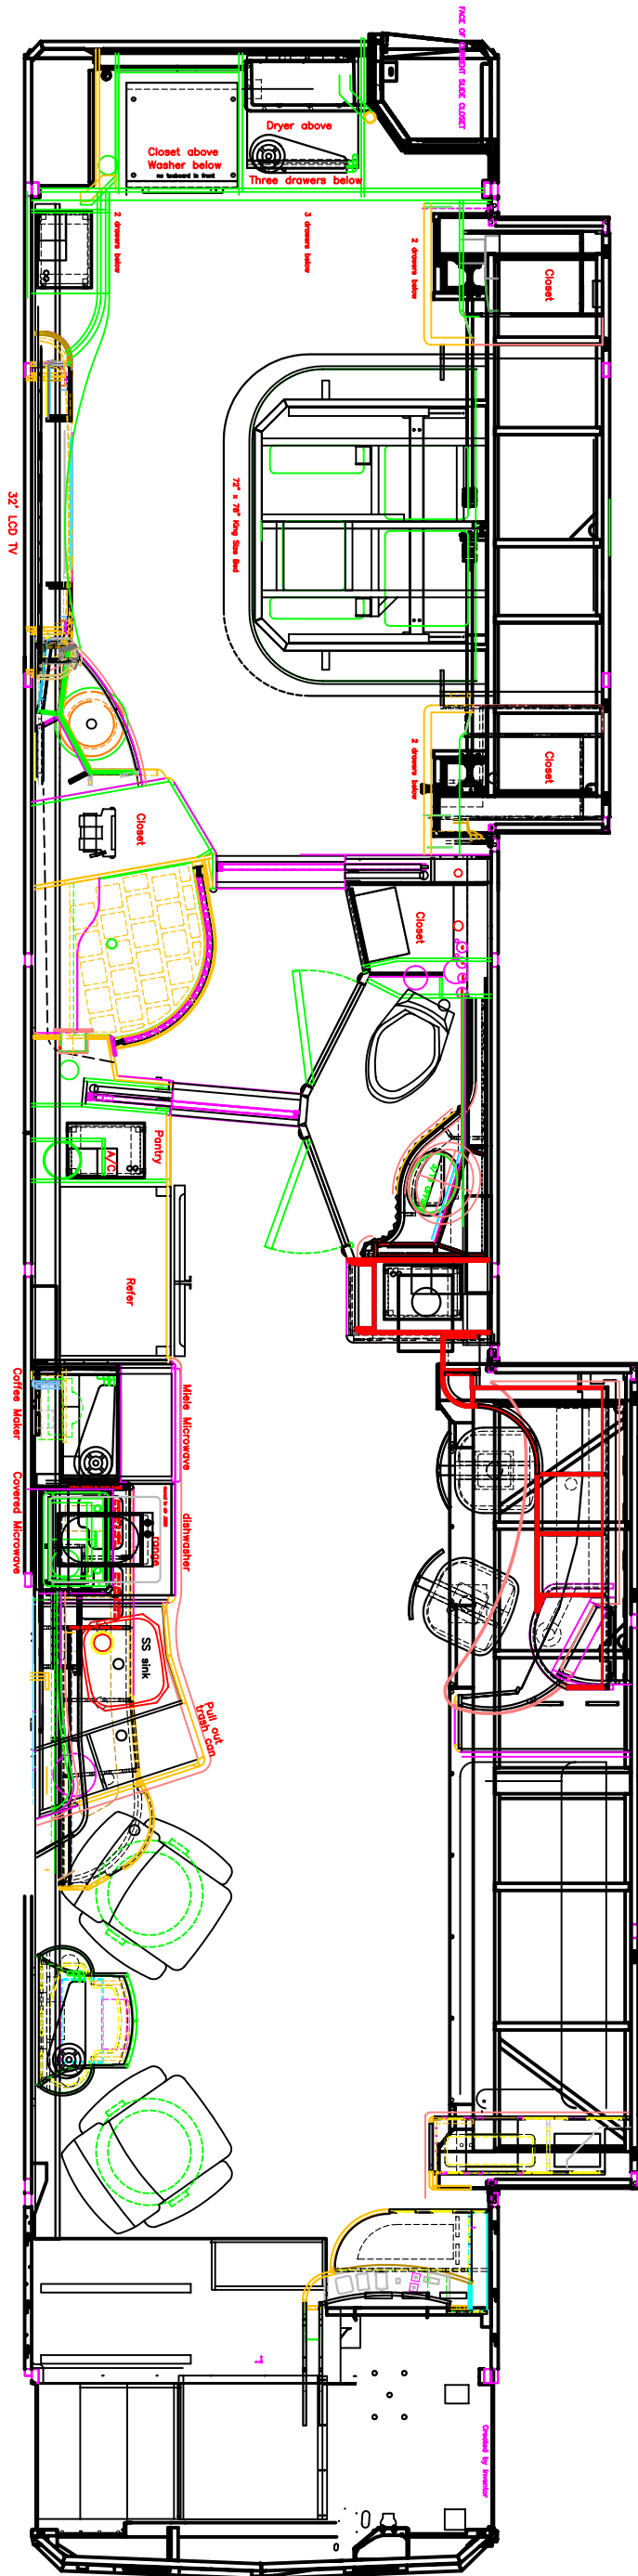 FACE OF CURRENT SLIDE CLOSET
Dryer above
Closet above
Washer below
no toeboard in front
Three drawers below
2 drawers below
3 drawers below
2 drawers below
Closet
72" x 76" King Size Bed
32' LCD TV
2 drawers below
Closet
Closet
Closet
Pantry
A/C
Refer
Miele Microwave
Coffee Maker
Covered Microwave
dishwasher
range
SS sink
Pull out
trash can
Created by Inventor